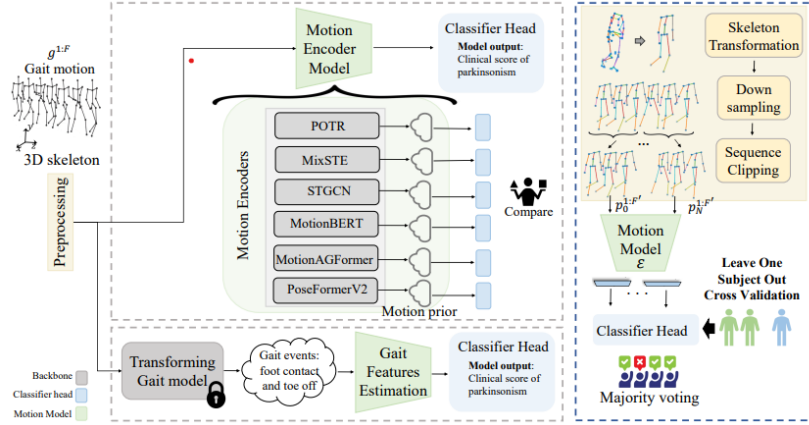 g^{1:F}
Gait motion
y
x
z
3D skeleton
Preprocessing
Motion
Encoder
Model
Classifier Head
Model output:
Clinical score of
parkinsonism
Motion Encoders
POTR
MixSTE
STGCN
MotionBERT
MotionAGFormer
PoseFormerV2
Motion prior
Compare
Transforming
Gait model
Gait events:
foot contact
and toe off
Gait
Features
Estimation
Classifier Head
Model output:
Clinical score of
parkinsonism
Backbone
Classifier head
Motion Model
Skeleton
Transformation
Down
sampling
Sequence
Clipping
...
p_0^{1:F'}
p_N^{1:F'}
Motion
Model
ε
. . .
Leave One
Subject Out
Cross Validation
Classifier Head
Majority voting